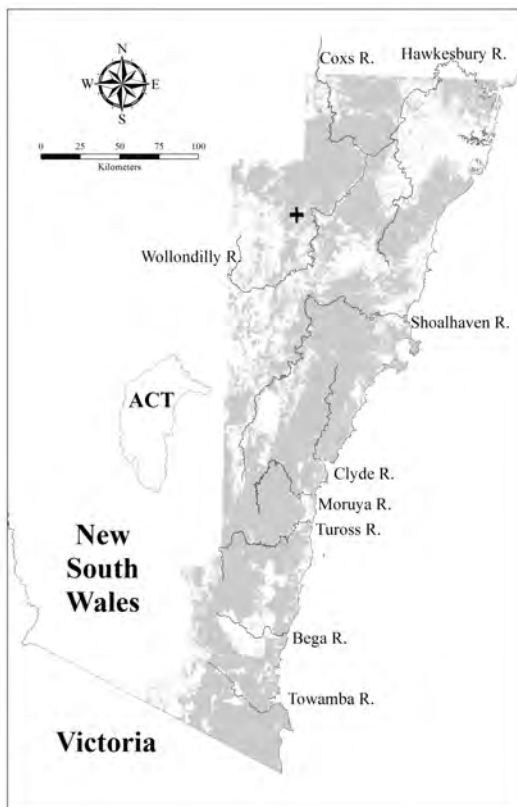 Coxs R.
Hawkesbury R.
N
W E
S
0 25 50 75 100
Kilometers
Wollondilly R.
Shoalhaven R.
ACT
Clyde R.
Moruya R.
Tuross R.
New
South
Wales
Bega R.
Towamba R.
Victoria